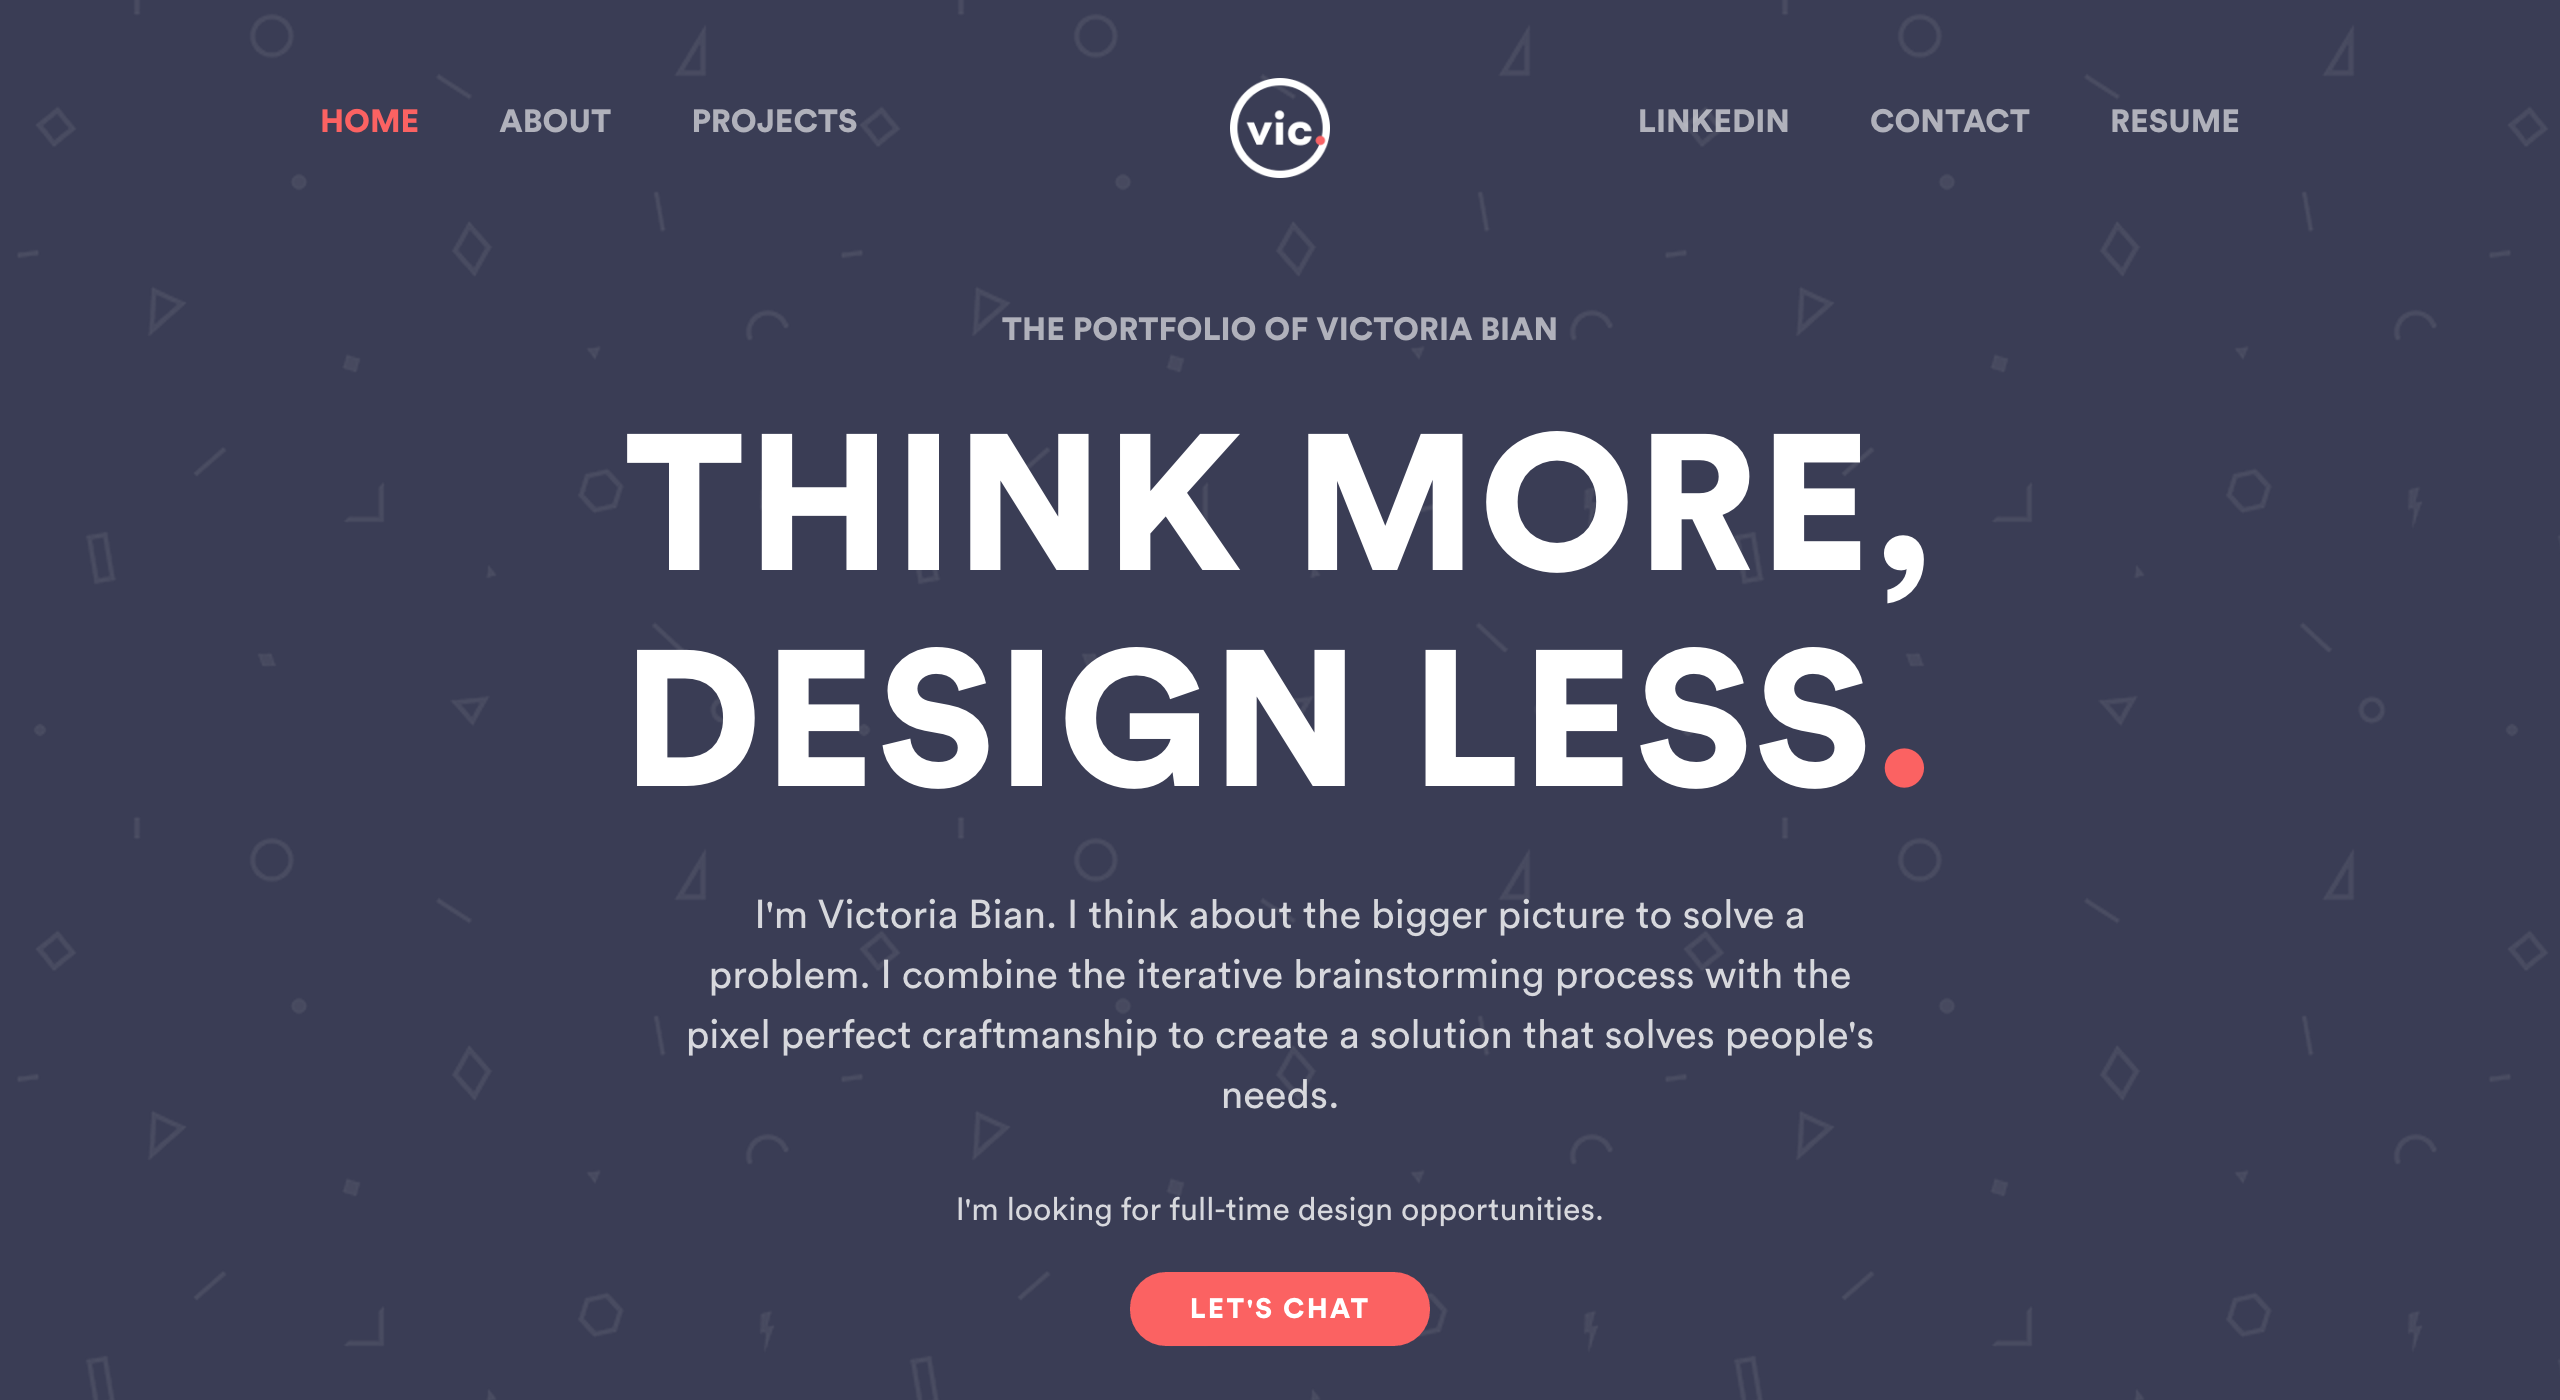 HOME ABOUT PROJECTS vic. LINKEDIN CONTACT RESUME
THE PORTFOLIO OF VICTORIA BIAN
THINK MORE,
DESIGN LESS.
I'm Victoria Bian. I think about the bigger picture to solve a
problem. I combine the iterative brainstorming process with the
pixel perfect craftmanship to create a solution that solves people's
needs.
I'm looking for full-time design opportunities.
LET'S CHAT